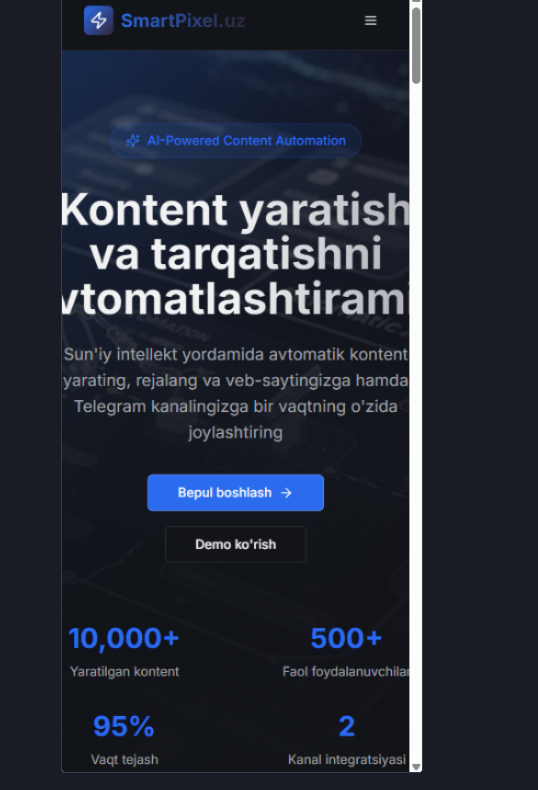 SmartPixel.uz
AI-Powered Content Automation
Kontent yaratish
va tarqatishni
vtomatlashtirami
Sun'iy intellekt yordamida avtomatik kontent
yarating, rejalang va veb-saytingizga hamda
Telegram kanalingizga bir vaqtning o'zida
joylashtiring
Bepul boshlash →
Demo ko'rish
10,000+ 500+
Yaratilgan kontent Faol foydalanuvchilar
95% 2
Vaqt tejash Kanal integratsiyasi